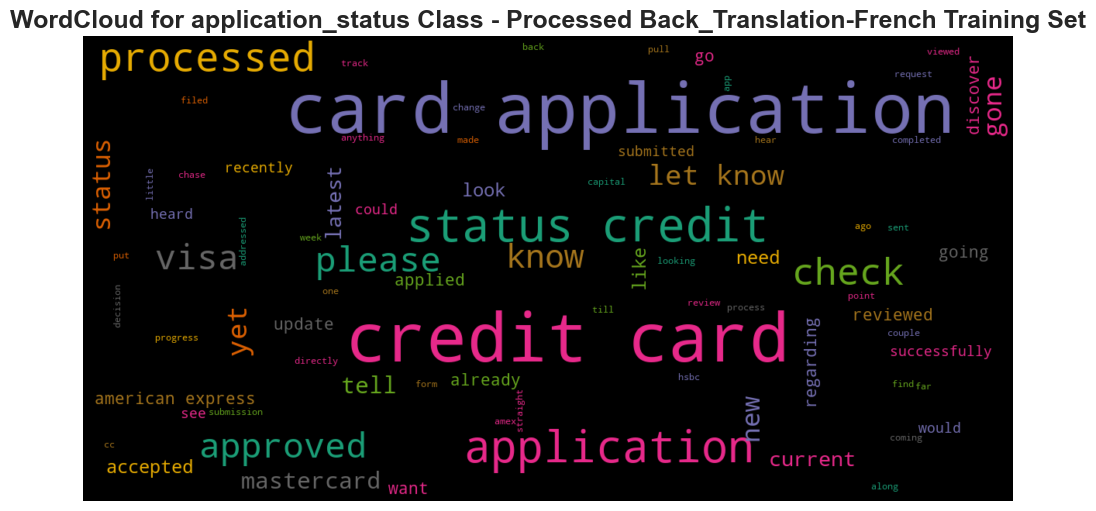 WordCloud for application_status Class - Processed Back_Translation-French Training Set
processed
back
pull
go
viewed
track
request
discover
gone
app
card application
filed
change
anything
made
hear
completed
status
submitted
recently
little
chase
latest
look
capital
let know
heard
could
addressed
status credit
week
ago
sent
visa
please
know
like
looking
need
check
going
put
applied
decision
one
review
process
point
till
reviewed
yet
update
credit card
regarding
couple
progress
successfully
directly
hsbc
tell
form
already
find
far
american express
see
submission
straight
amex
new
would
cc
approved
application
coming
accepted
current
mastercard
want
along